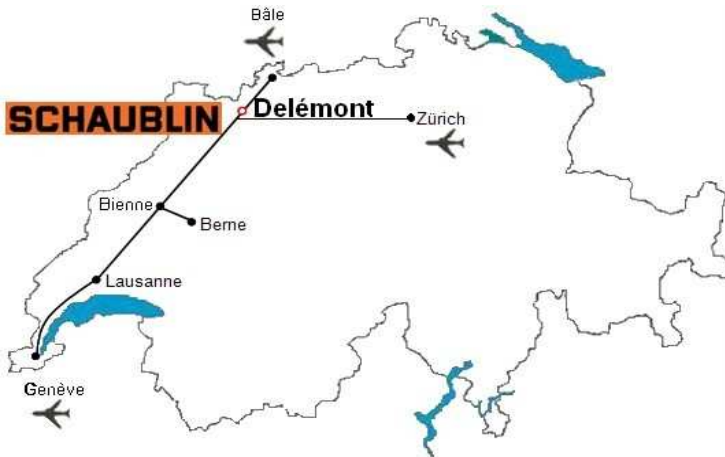 Bâle
SCHAUBLIN
Delémont
Zürich
Bienne
Berne
Lausanne
Genève